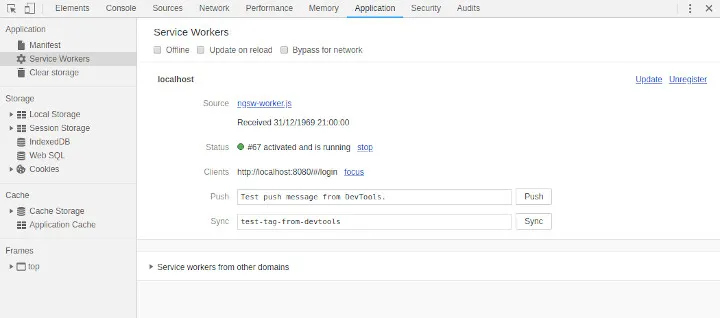 Elements Console Sources Network Performance Memory Application Security Audits
Application
Manifest
Service Workers
Clear storage
Storage
Local Storage
Session Storage
IndexedDB
Web SQL
Cookies
Cache
Cache Storage
Application Cache
Frames
top
Service Workers
Offline Update on reload Bypass for network
localhost Update Unregister
Source ngsw-worker.js
Received 31/12/1969 21:00:00
Status #67 activated and is running stop
Clients http://localhost:8080/#/login focus
Push Test push message from DevTools. Push
Sync test-tag-from-devtools Sync
Service workers from other domains